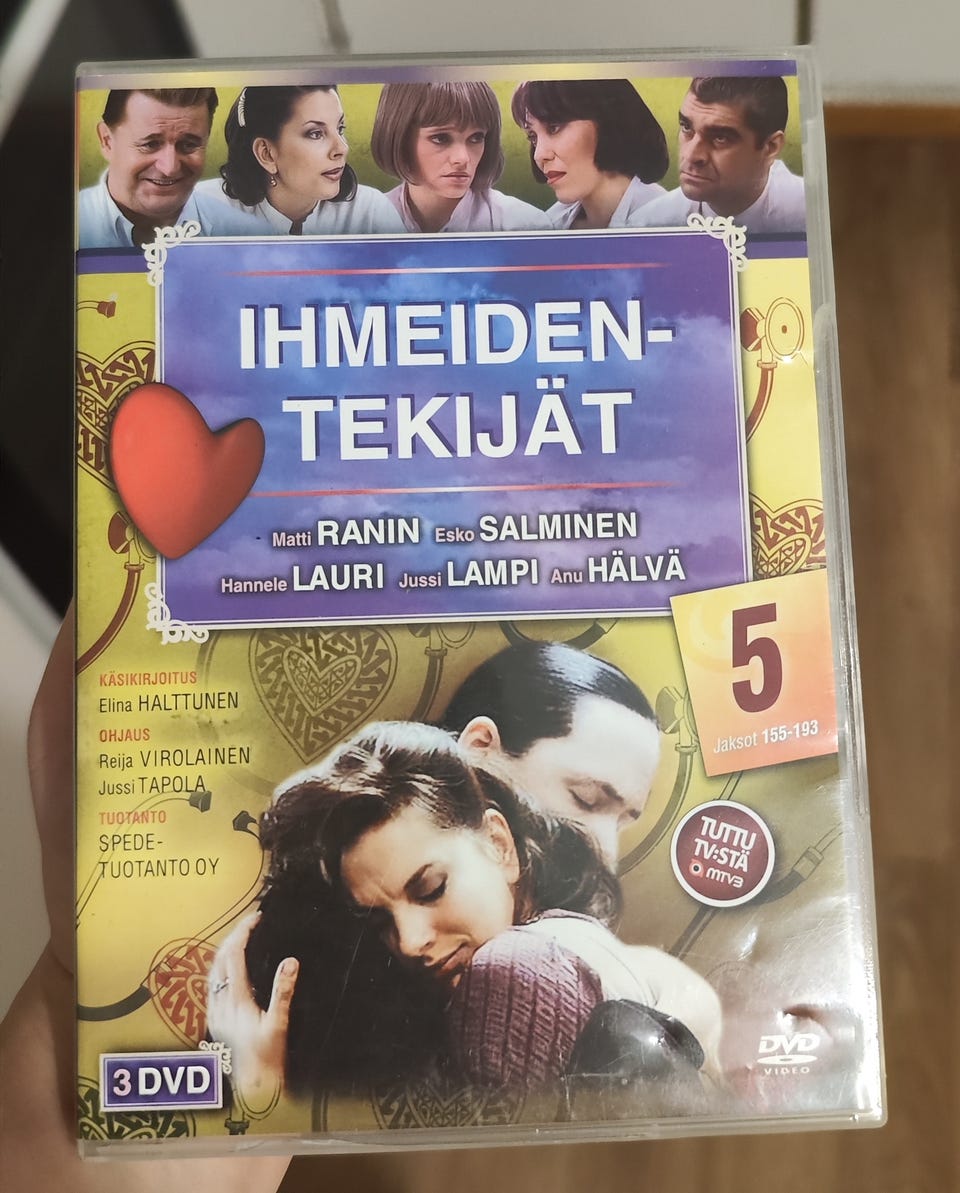 IHMEIDEN-
TEKIJÄT
Matti RANIN Esko SALMINEN
Hannele LAURI Jussi LAMPI Anu HÄLVÄ
5
Jaksot 155-193
KÄSIKIRJOITUS
Elina HALTTUNEN
OHJAUS
Reija VIROLAINEN
Jussi TAPOLA
TUOTANTO
SPEDE-
TUOTANTO OY
TUTTU
TV:STÄ
MTV3
3 DVD
DVD
VIDEO